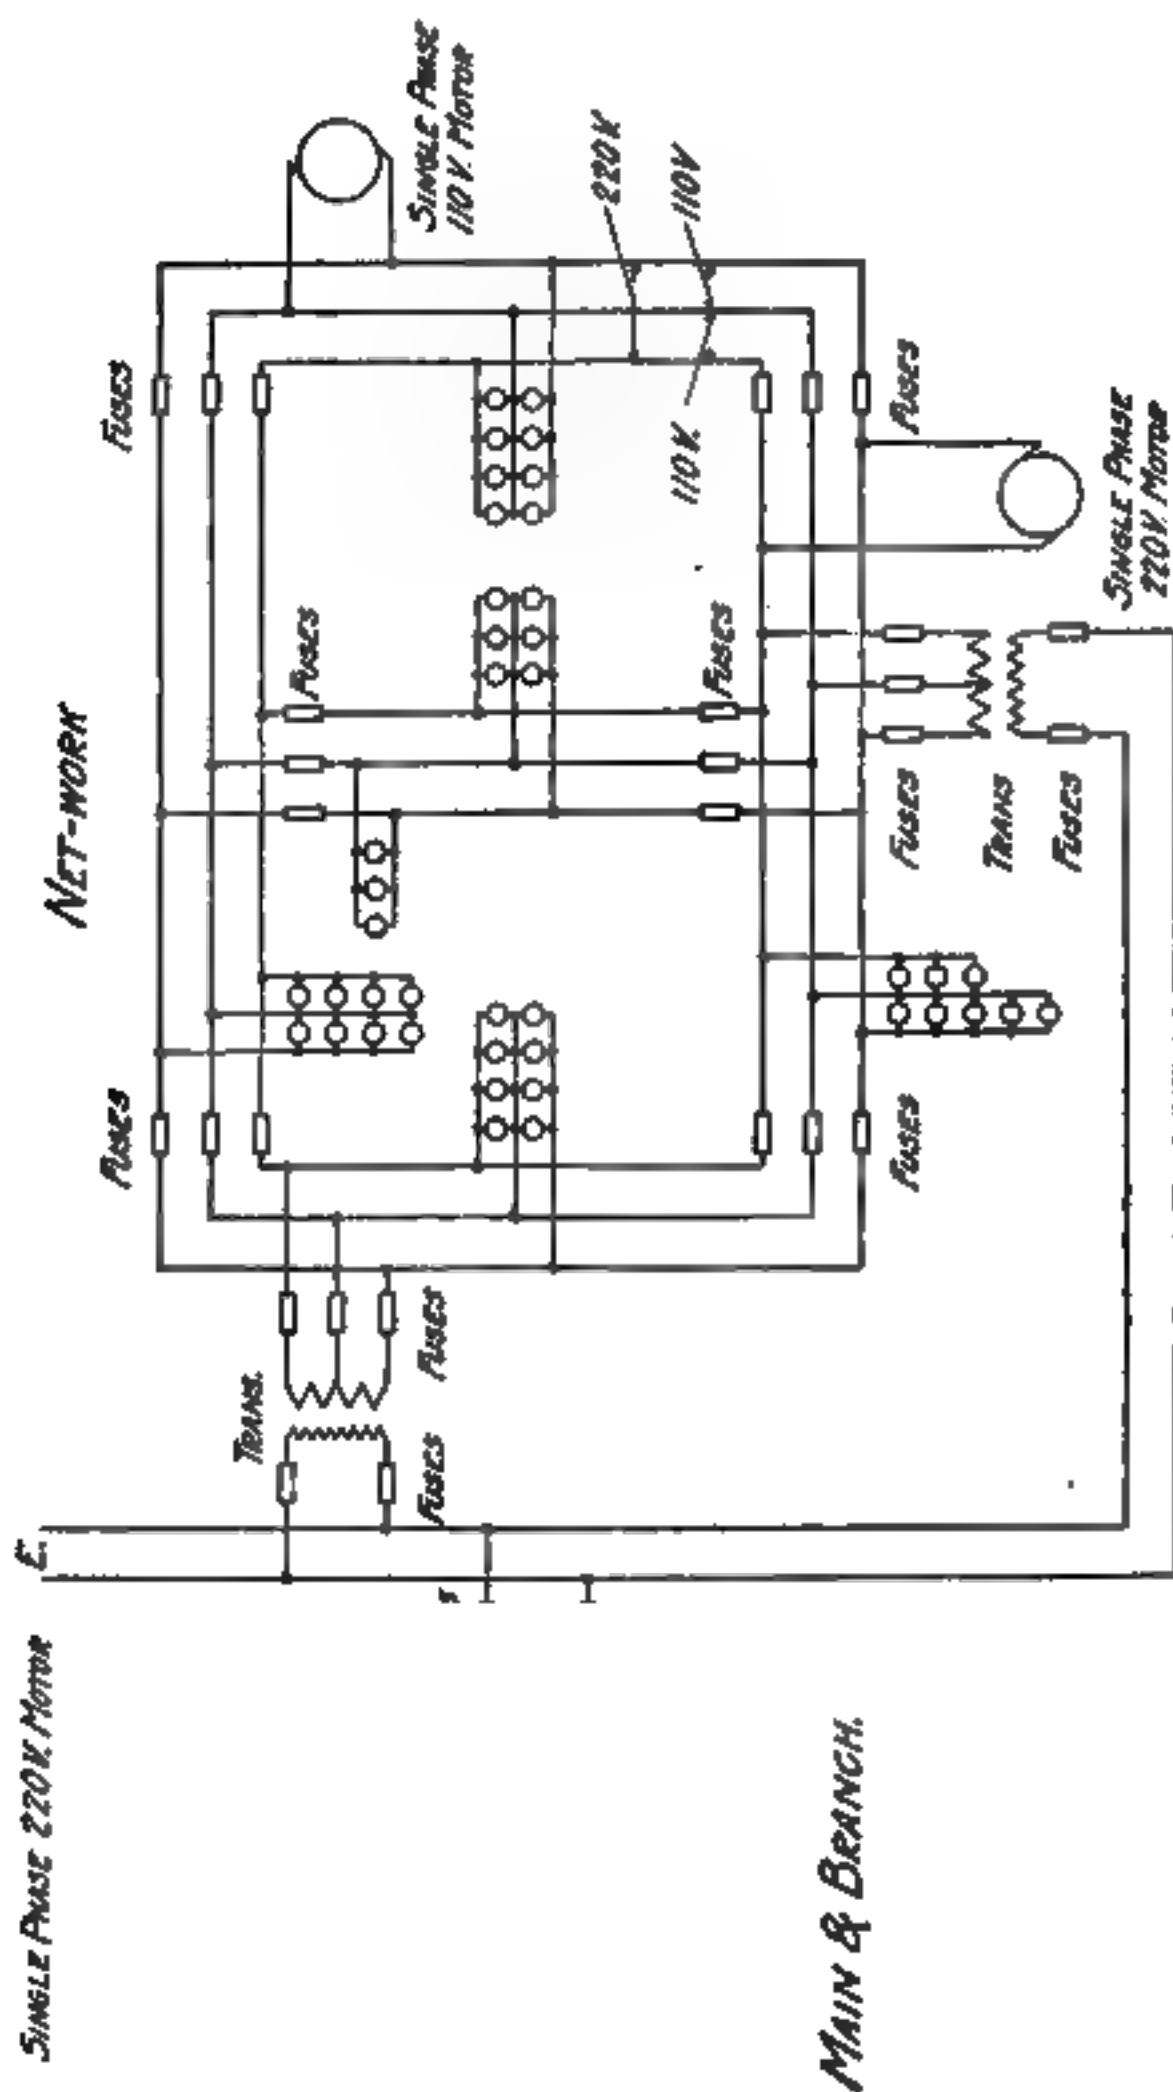 NET-WORK
SINGLE PHASE
110 V. MOTOR
220 V.
110 V
110 V.
FUSES
FUSES
FUSES
FUSES
SINGLE PHASE
220 V. MOTOR
FUSES
TRANS
FUSES
FUSES
FUSES
TRANS.
FUSES
FUSES
E.
SINGLE PHASE 220 V. MOTOR
MAIN & BRANCH.